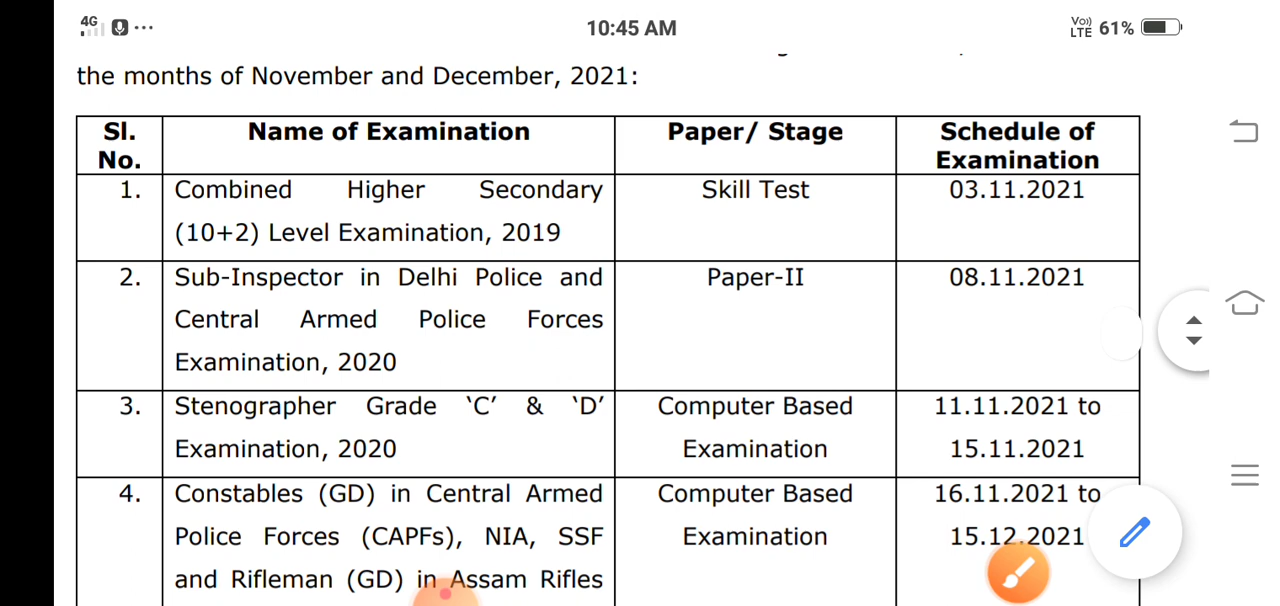 4G 10:45 AM Vo)) LTE 61%
the months of November and December, 2021:
Sl. No. Name of Examination Paper/ Stage Schedule of Examination
1. Combined Higher Secondary Skill Test 03.11.2021
(10+2) Level Examination, 2019
2. Sub-Inspector in Delhi Police and Paper-II 08.11.2021
Central Armed Police Forces
Examination, 2020
3. Stenographer Grade ‘C’ & ‘D’ Computer Based 11.11.2021 to
Examination, 2020 Examination 15.11.2021
4. Constables (GD) in Central Armed Computer Based 16.11.2021 to
Police Forces (CAPFs), NIA, SSF Examination 15.12.2021
and Rifleman (GD) in Assam Rifles